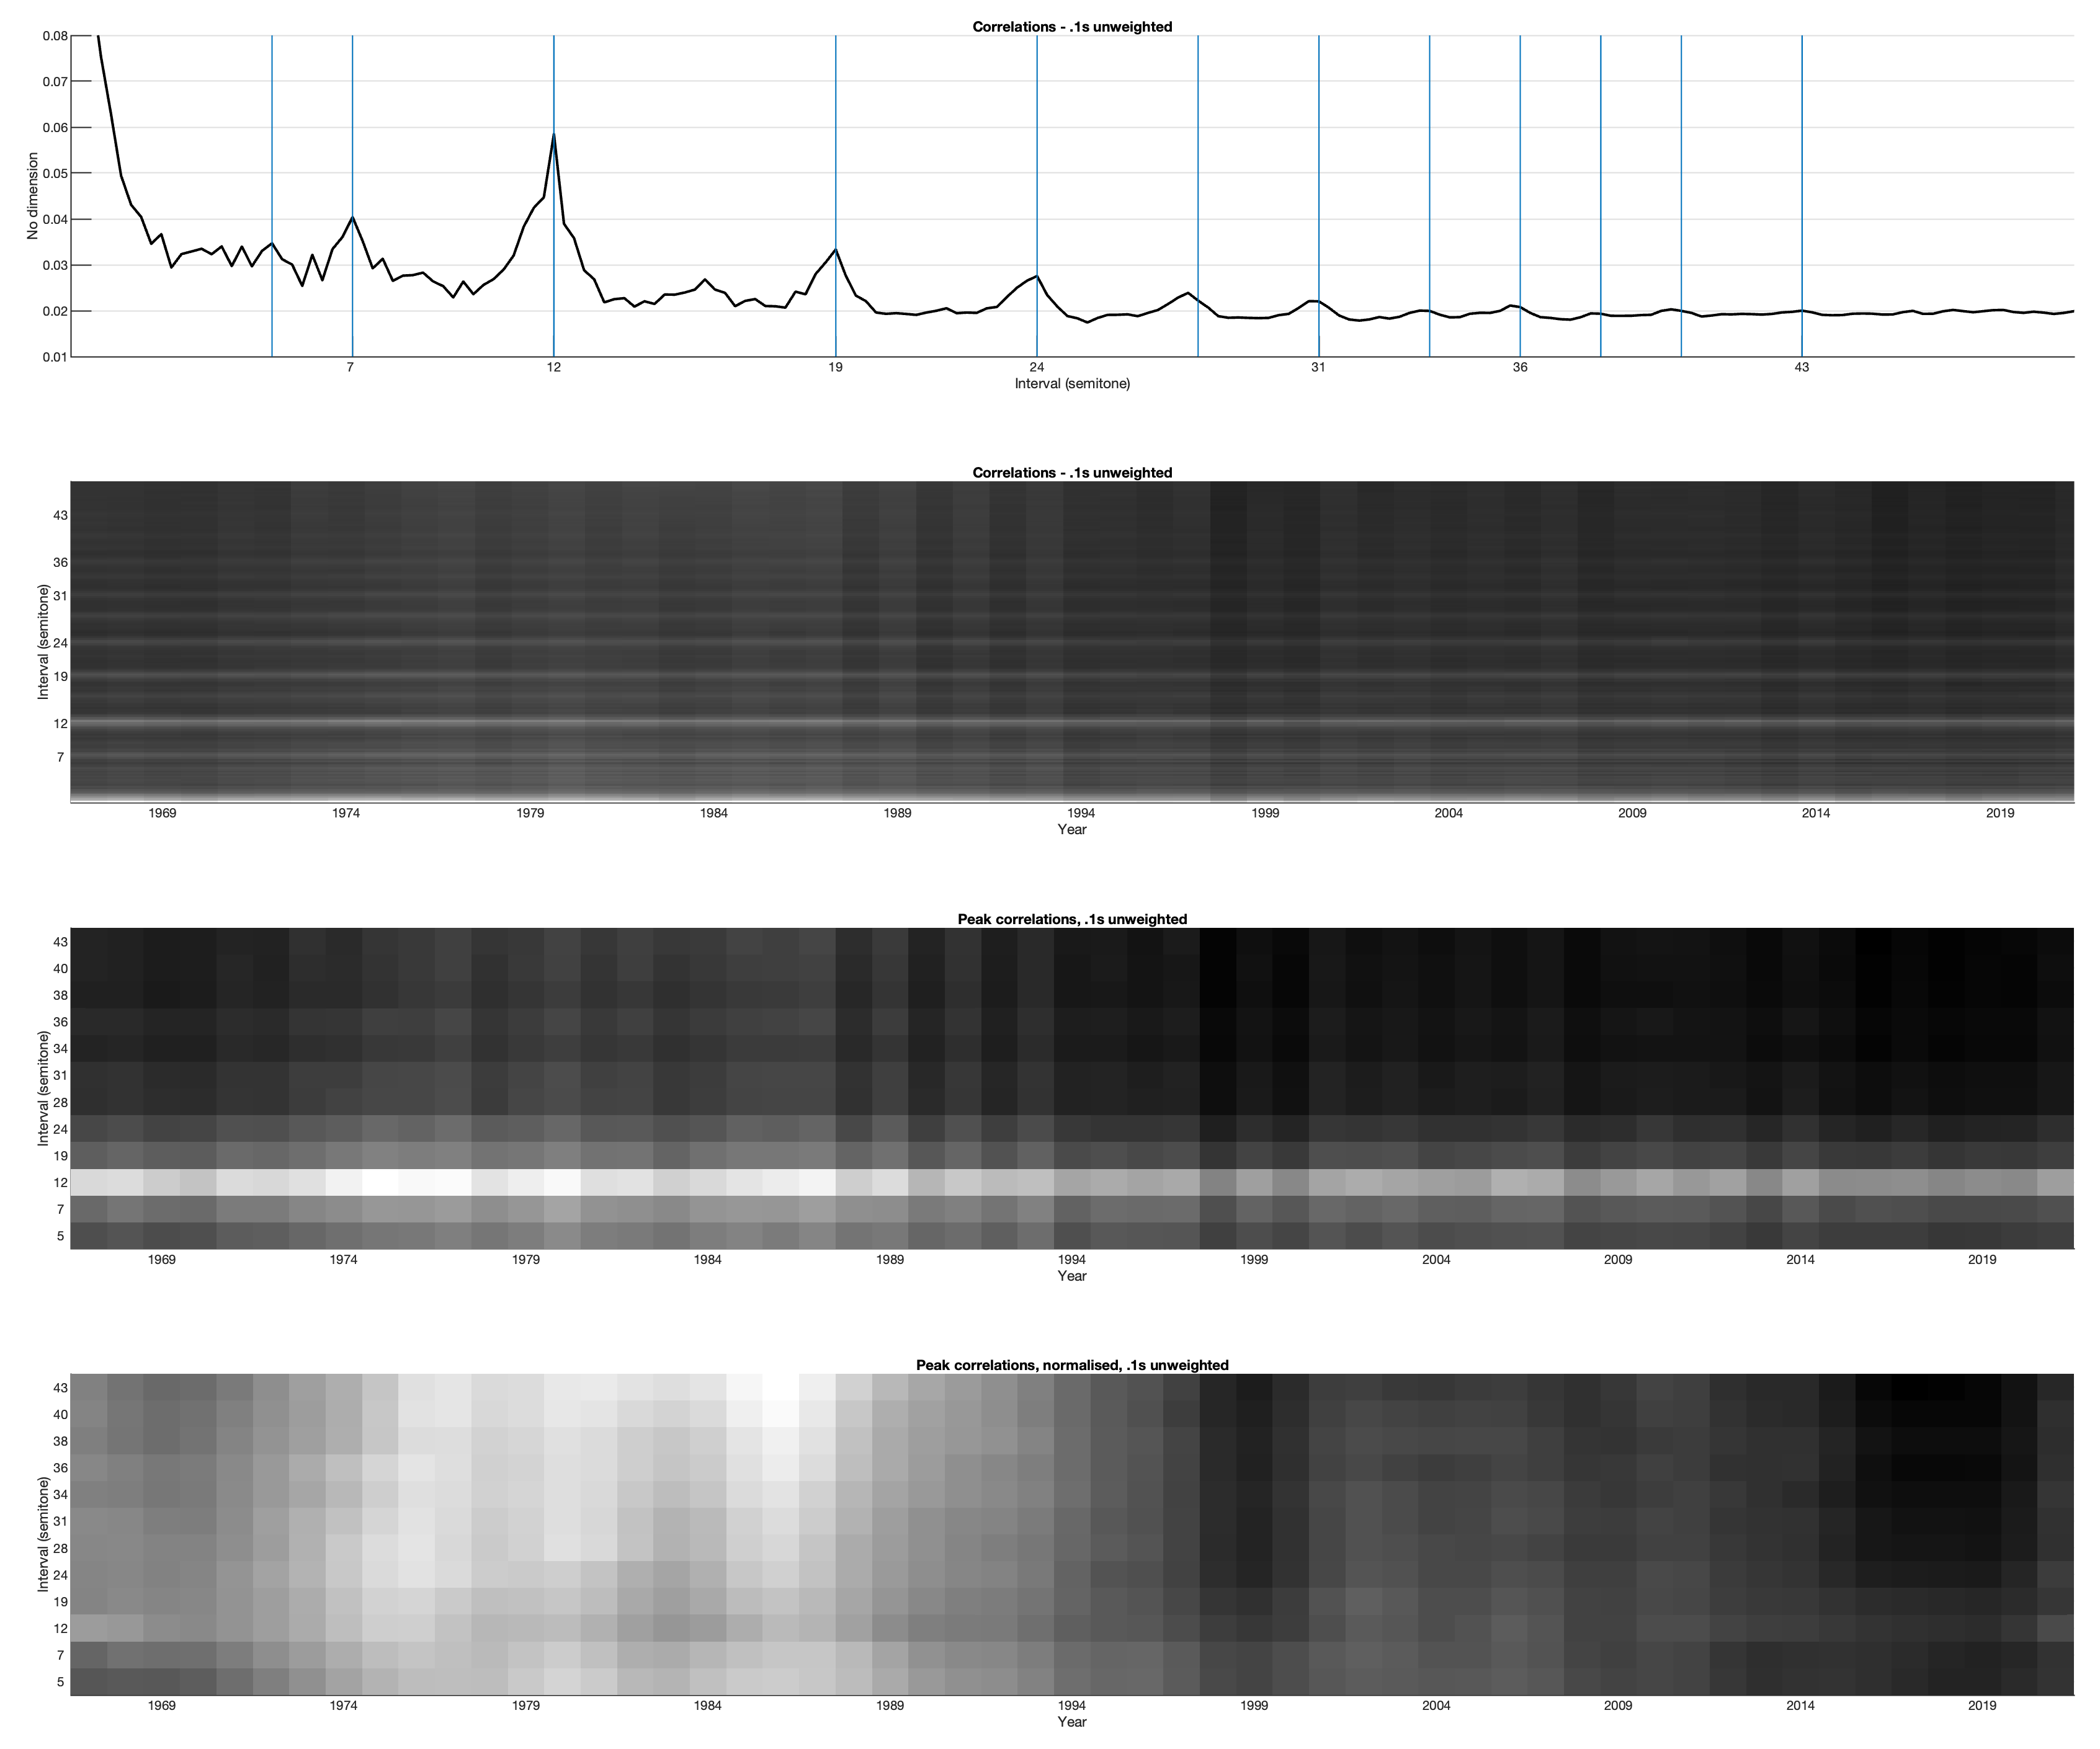 Correlations - .1s unweighted
0.08
0.07
0.06
0.05
0.04
0.03
0.02
0.01
No dimension
7 12 19 24 31 36 43
Interval (semitone)
Correlations - .1s unweighted
43
36
31
24
19
12
7
Interval (semitone)
1969 1974 1979 1984 1989 1994 1999 2004 2009 2014 2019
Year
Peak correlations, .1s unweighted
43
40
38
36
34
31
28
24
19
12
7
5
Interval (semitone)
1969 1974 1979 1984 1989 1994 1999 2004 2009 2014 2019
Year
Peak correlations, normalised, .1s unweighted
43
40
38
36
34
31
28
24
19
12
7
5
Interval (semitone)
1969 1974 1979 1984 1989 1994 1999 2004 2009 2014 2019
Year